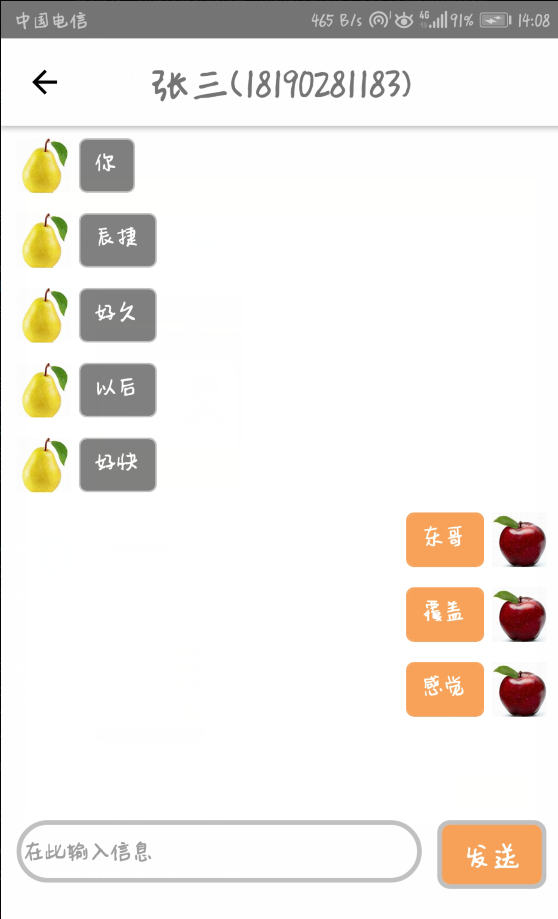 中国电信 465 B/s 4G 91% 14:08
张三(18190281183)
你
辰捷
好久
以后
好快
东哥
覆盖
感觉
在此输入信息
发送